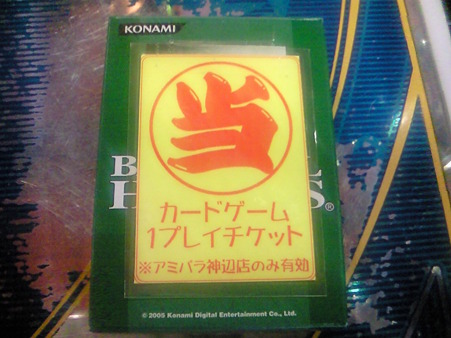 KONAMI
当
カードゲーム
1プレイチケット
※アミパラ神辺店のみ有効
© 2005 Konami Digital Entertainment Co., Ltd.